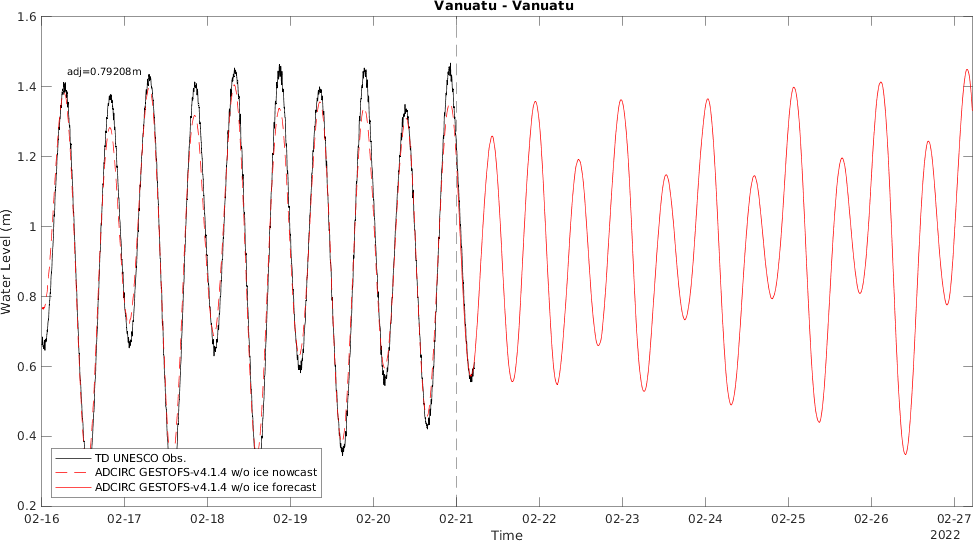 Vanuatu - Vanuatu
1.6
adj=0.79208m
1.4
1.2
1
0.8
0.6
0.4
0.2
Water Level (m)
TD UNESCO Obs.
ADCIRC GESTOFS-v4.1.4 w/o ice nowcast
ADCIRC GESTOFS-v4.1.4 w/o ice forecast
02-16 02-17 02-18 02-19 02-20 02-21 02-22 02-23 02-24 02-25 02-26 02-27
Time 2022